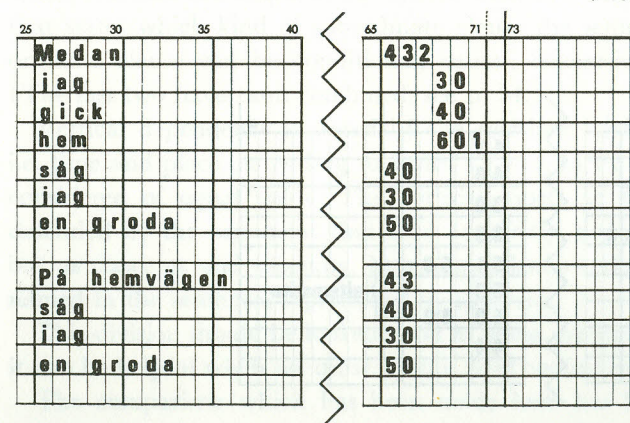 25 30 35 40 65 71 73
Medan 432
jag 30
gick 40
hem 601
såg 40
jag 30
en groda 50
På hemvägen 43
såg 40
jag 30
en groda 50